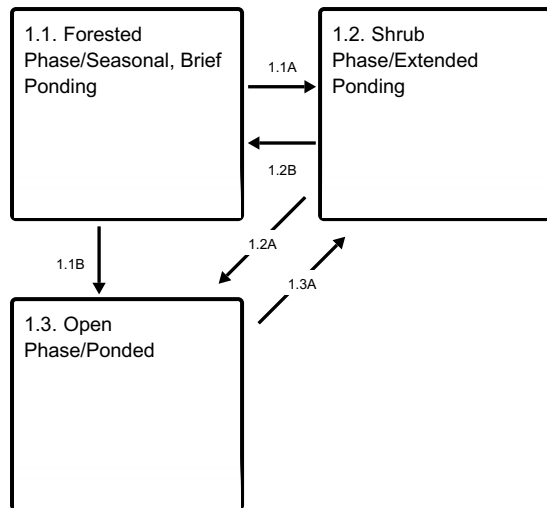 1.1. Forested
Phase/Seasonal, Brief
Ponding
1.1A
1.2. Shrub
Phase/Extended
Ponding
1.2B
1.2A
1.1B
1.3A
1.3. Open
Phase/Ponded